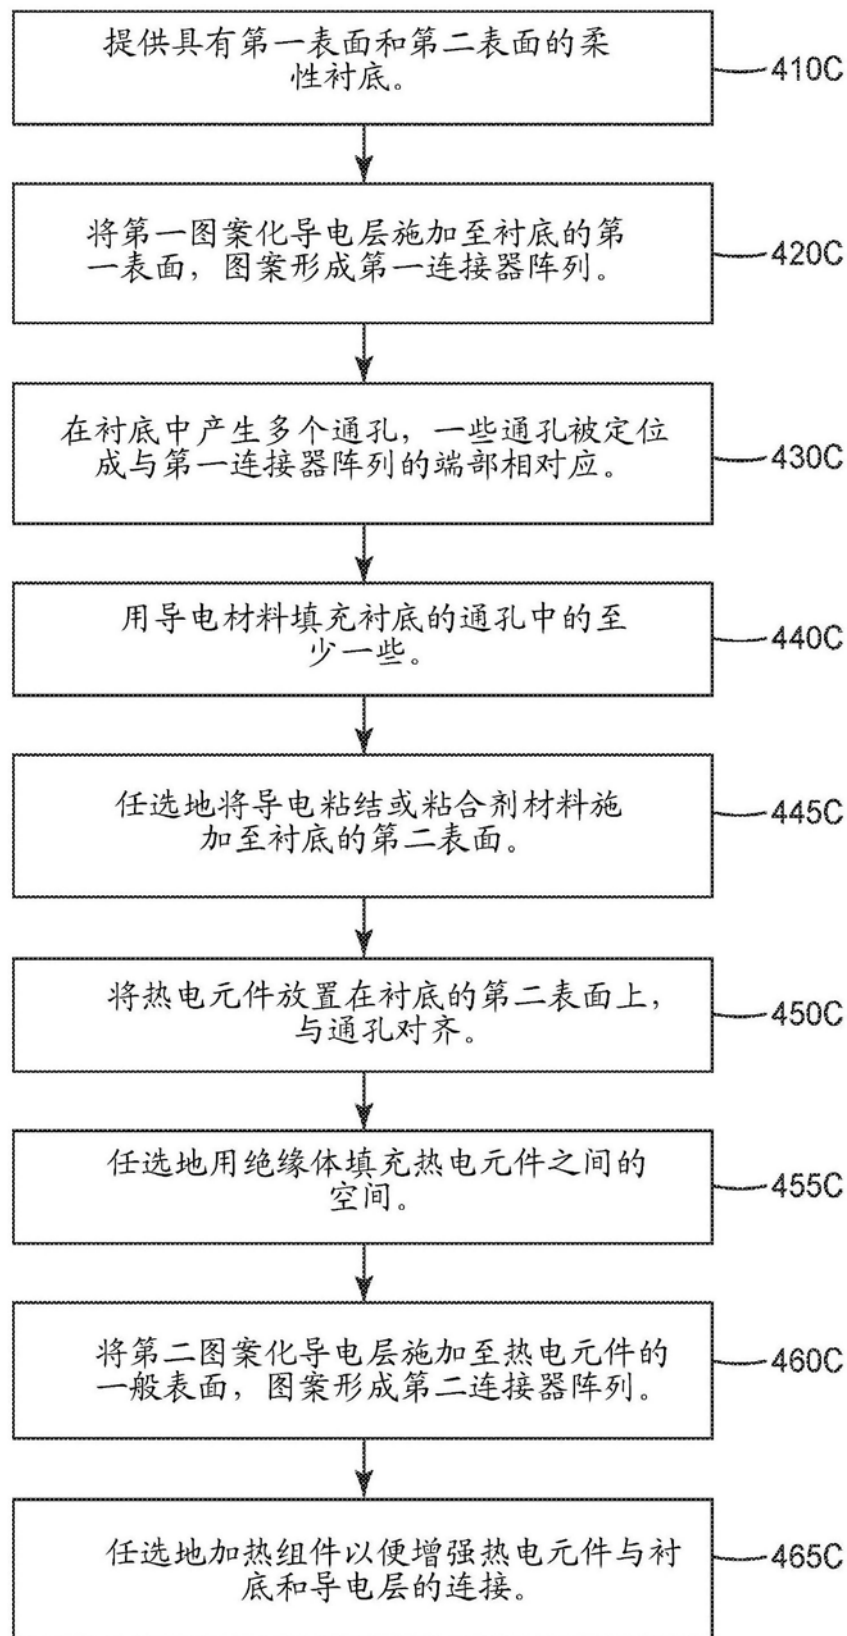 提供具有第一表面和第二表面的柔
性衬底。
410C
将第一图案化导电层施加至衬底的第
一表面，图案形成第一连接器阵列。
420C
在衬底中产生多个通孔，一些通孔被定位
成与第一连接器阵列的端部相对应。
430C
用导电材料填充衬底的通孔中的至
少一些。
440C
任选地将导电粘结或粘合剂材料施
加至衬底的第二表面。
445C
将热电元件放置在衬底的第二表面上，
与通孔对齐。
450C
任选地用绝缘体填充热电元件之间的
空间。
455C
将第二图案化导电层施加至热电元件的
一般表面，图案形成第二连接器阵列。
460C
任选地加热组件以便增强热电元件与衬
底和导电层的连接。
465C